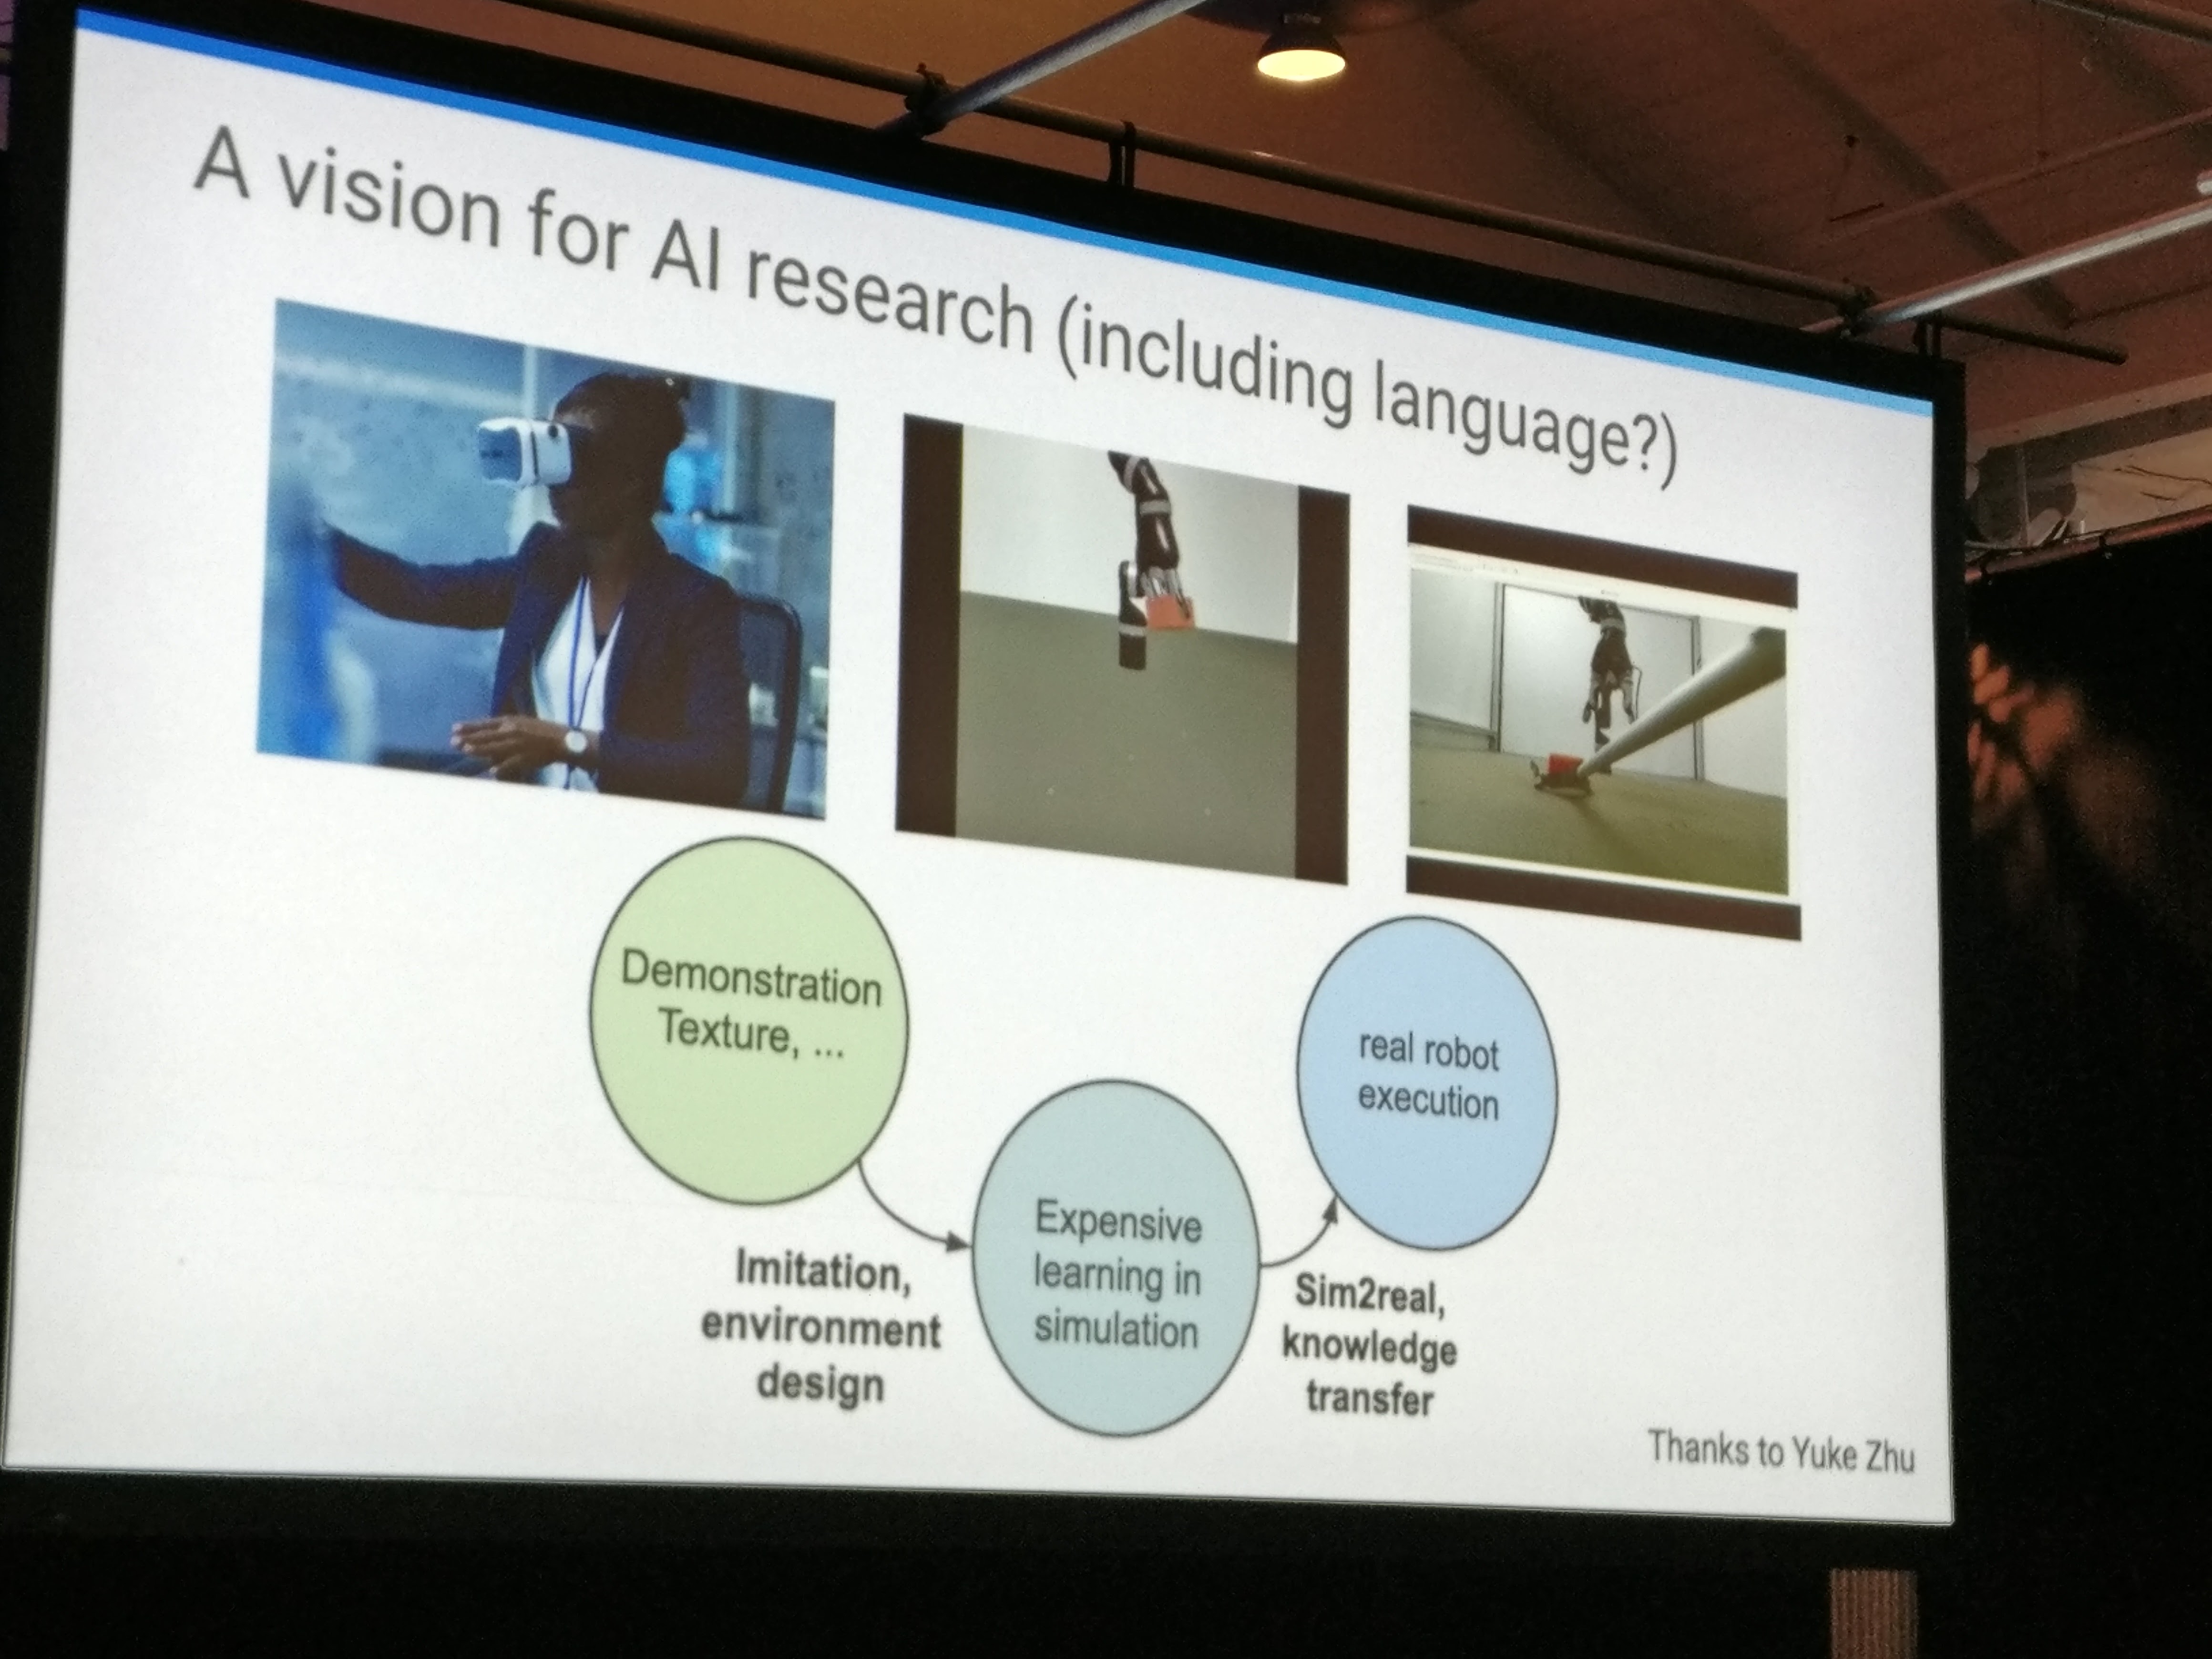 A vision for AI research (including language?)
Demonstration
Texture, ...
real robot
execution
Expensive
learning in
simulation
Imitation,
environment
design
Sim2real,
knowledge
transfer
Thanks to Yuke Zhu